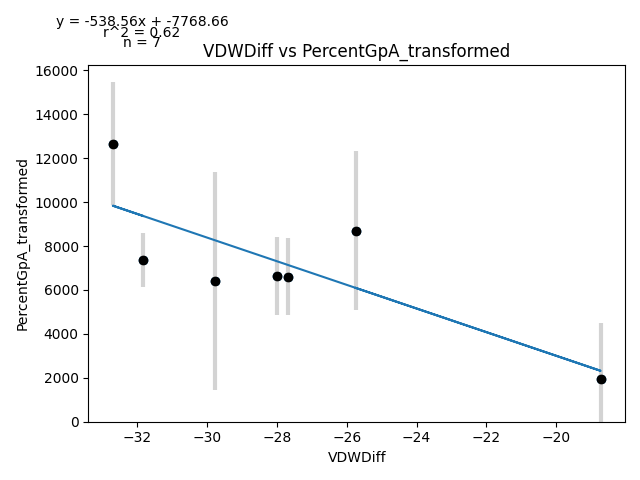 y = -538.56x + -7768.66
r^2 = 0.62
n = 7
VDWDiff vs PercentGpA_transformed
16000
14000
12000
10000
8000
6000
4000
2000
0
PercentGpA_transformed
−32 −30 −28 −26 −24 −22 −20
VDWDiff